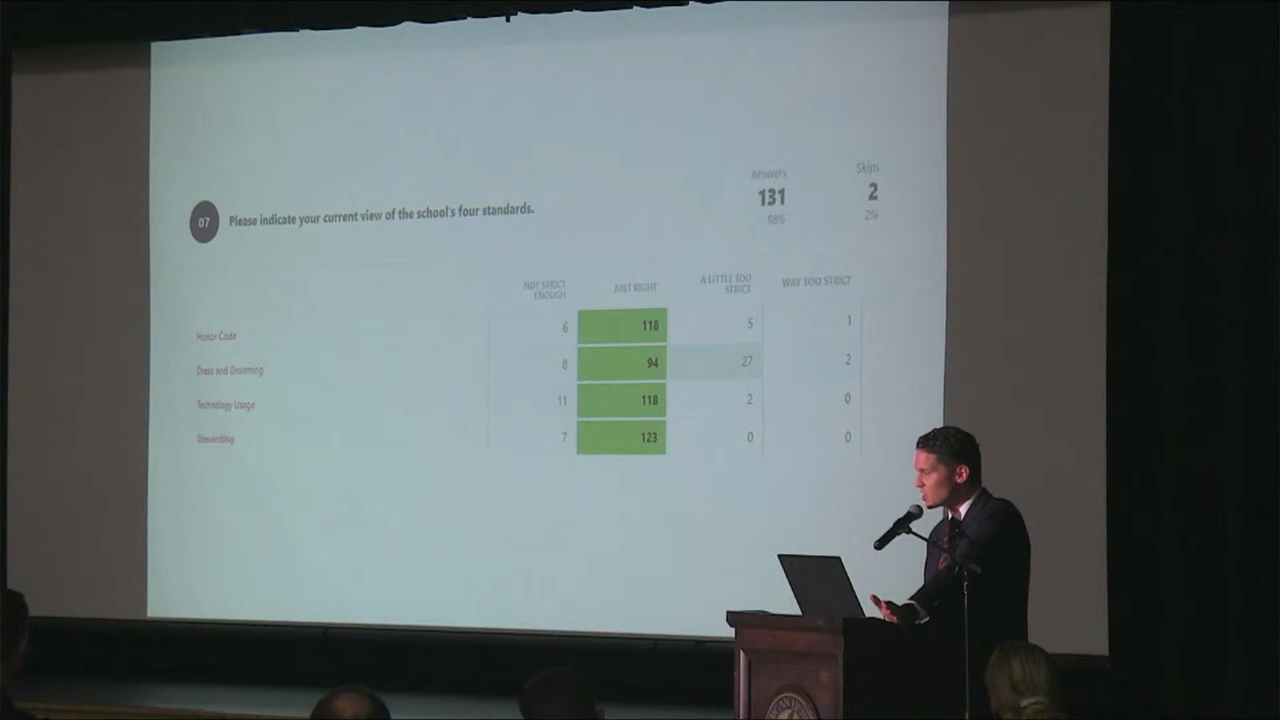 Answers
Skips
131
2
98%
2%
07
Please indicate your current view of the school's four standards.
NOT STRICT
ENOUGH
JUST RIGHT
A LITTLE TOO
STRICT
WAY TOO STRICT
Honor Code
6
118
5
1
Dress and Grooming
8
94
27
2
Technology Usage
11
118
2
0
Stewardship
7
123
0
0